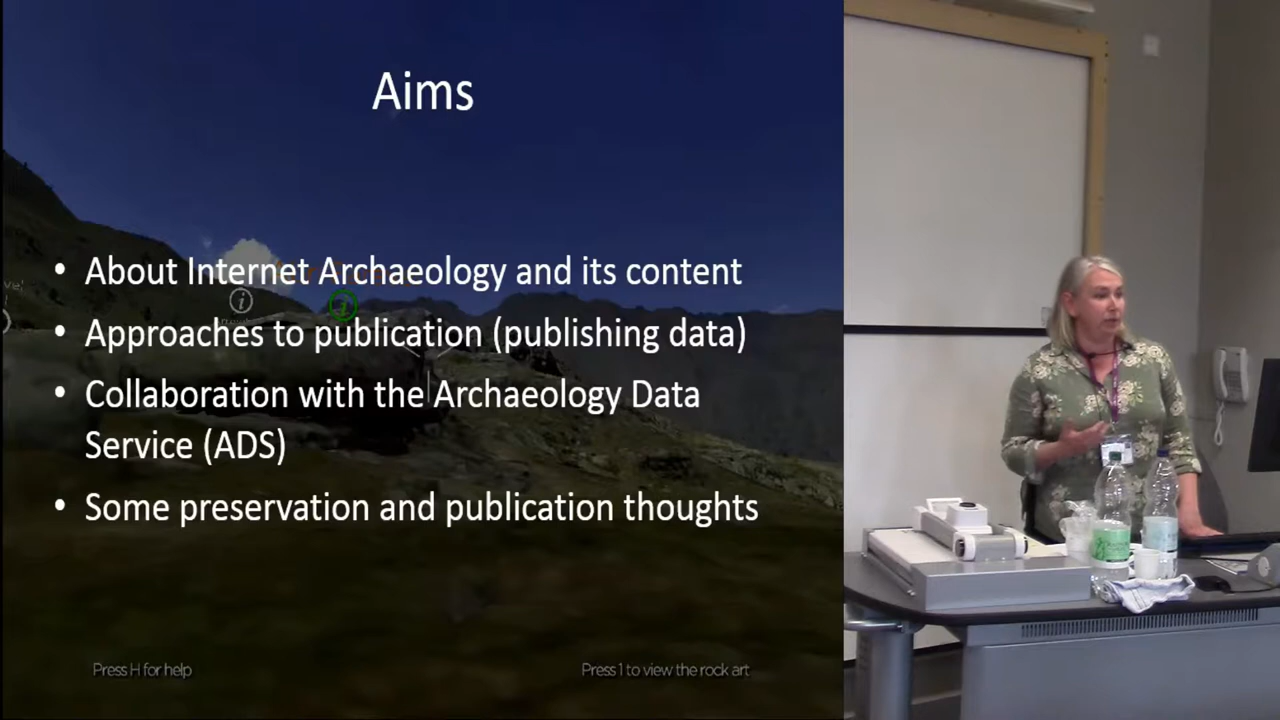 Aims
• About Internet Archaeology and its content
• Approaches to publication (publishing data)
• Collaboration with the Archaeology Data
Service (ADS)
• Some preservation and publication thoughts
Press H for help
Press 1 to view the rock art